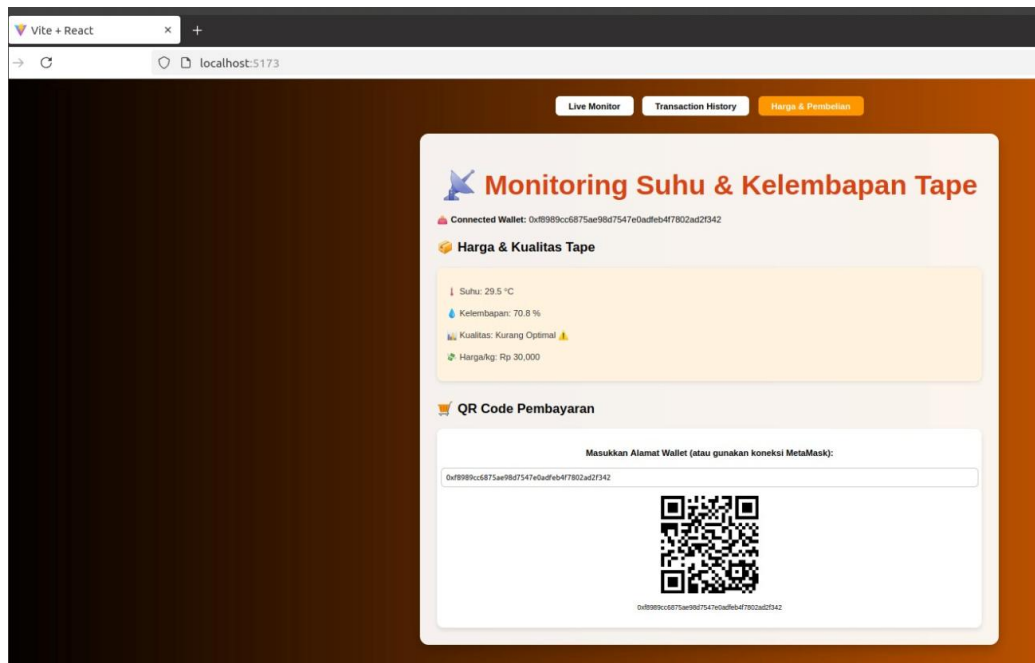 Vite + React
localhost:5173
Live Monitor
Transaction History
Harga & Pembelian
Monitoring Suhu & Kelembapan Tape
Connected Wallet: 0xf8989cc6875ae98d7547e0adfeb4f7802ad2f342
Harga & Kualitas Tape
Suhu: 29.5 °C
Kelembapan: 70.8 %
Kualitas: Kurang Optimal ⚠️
Harga/kg: Rp 30,000
QR Code Pembayaran
Masukkan Alamat Wallet (atau gunakan koneksi MetaMask):
0xf8989cc6875ae98d7547e0adfeb4f7802ad2f342
0xf8989cc6875ae98d7547e0adfeb4f7802ad2f342